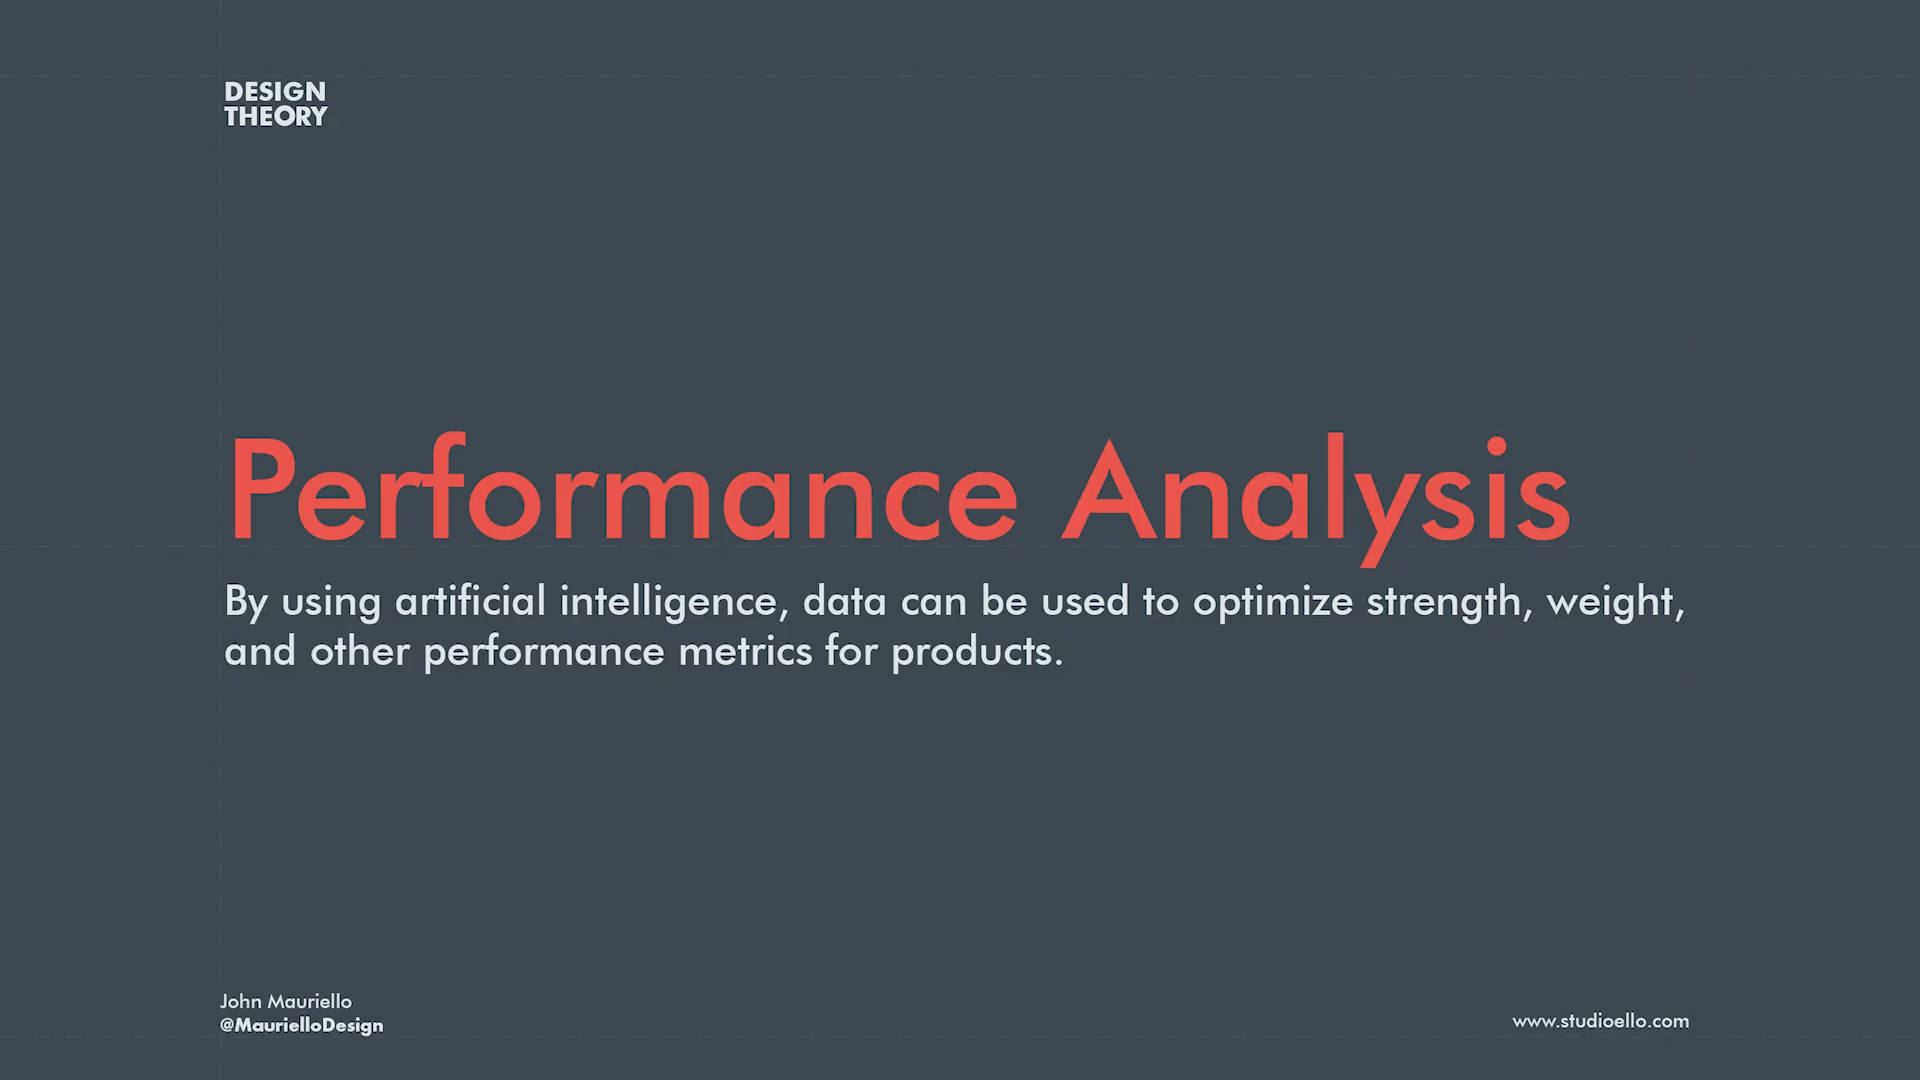 DESIGN
THEORY
Performance Analysis
By using artificial intelligence, data can be used to optimize strength, weight,
and other performance metrics for products.
John Mauriello
@MaurielloDesign
www.studioello.com